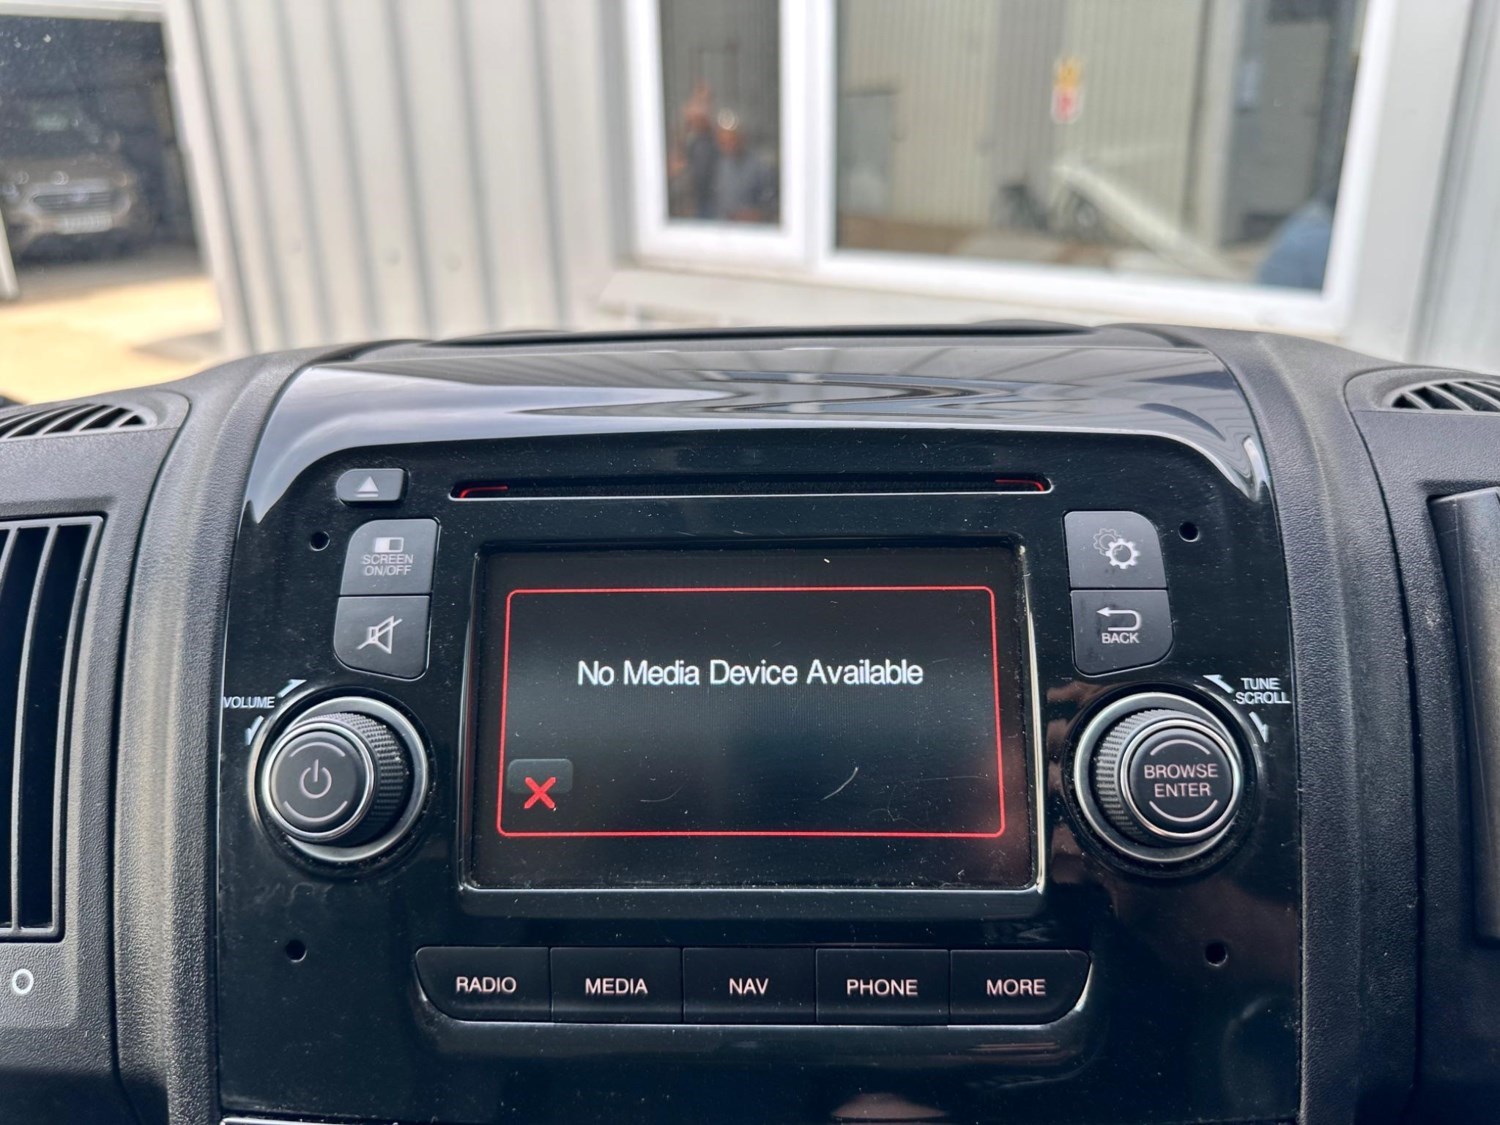 SCREEN
ON/OFF
BACK
VOLUME
TUNE
SCROLL
No Media Device Available
BROWSE
ENTER
RADIO
MEDIA
NAV
PHONE
MORE